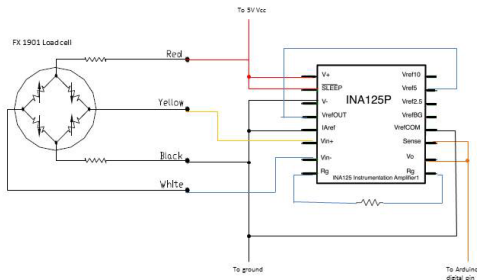 To 5V Vcc
FX 1901 Loadcell
Red
Yellow
Black
White
V+
SLEEP
V-
VrefOUT
IAref
Vin+
Vin-
Rg
INA125P
Vref10
Vref5
Vref2.5
VrefBG
VrefCOM
Sense
Vo
Rg
INA125 Instrumentation Amplifier1
To ground
To Arduino
digital pin